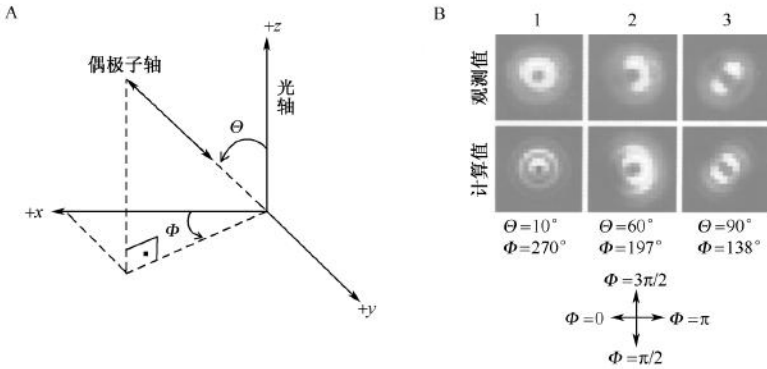 A
+z
偶极子轴
光轴
Θ
+x
Φ
+y
B
1 2 3
观测值
计算值
Θ=10° Θ=60° Θ=90°
Φ=270° Φ=197° Φ=138°
Φ=3π/2
Φ=0 Φ=π
Φ=π/2